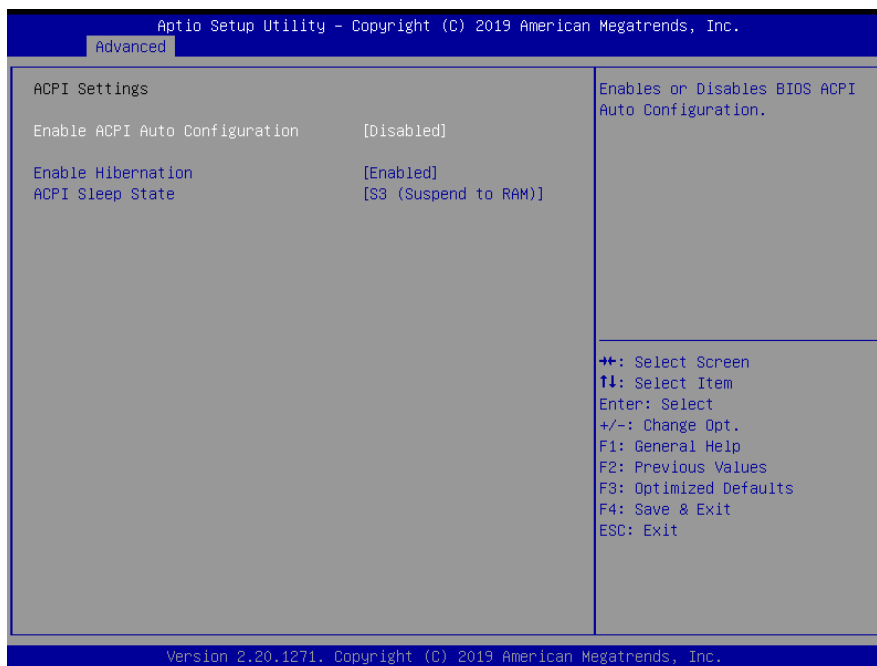 Aptio Setup Utility – Copyright (C) 2019 American Megatrends, Inc.
Advanced
ACPI Settings
Enable ACPI Auto Configuration [Disabled]
Enable Hibernation [Enabled]
ACPI Sleep State [S3 (Suspend to RAM)]
Enables or Disables BIOS ACPI
Auto Configuration.
→←: Select Screen
↑↓: Select Item
Enter: Select
+/-: Change Opt.
F1: General Help
F2: Previous Values
F3: Optimized Defaults
F4: Save & Exit
ESC: Exit
Version 2.20.1271. Copyright (C) 2019 American Megatrends, Inc.